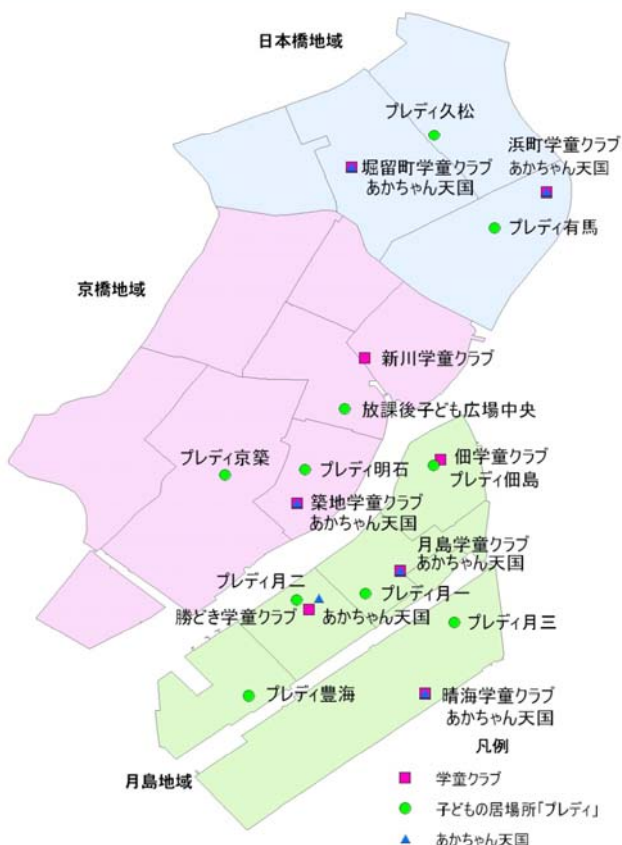 日本橋地域
プレディ久松
浜町学童クラブ
あかちゃん天国
堀留町学童クラブ
あかちゃん天国
プレディ有馬
京橋地域
新川学童クラブ
放課後子ども広場中央
プレディ京築
プレディ明石
佃学童クラブ
プレディ佃島
築地学童クラブ
あかちゃん天国
月島学童クラブ
あかちゃん天国
プレディ月二
プレディ月一
勝どき学童クラブ
あかちゃん天国
プレディ月三
プレディ豊海
晴海学童クラブ
あかちゃん天国
月島地域
凡例
学童クラブ
子どもの居場所「プレディ」
あかちゃん天国